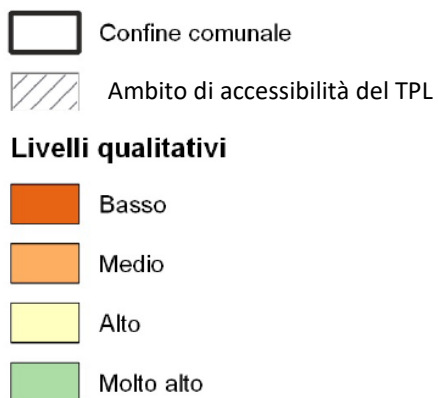 Confine comunale
Ambito di accessibilità del TPL
Livelli qualitativi
Basso
Medio
Alto
Molto alto